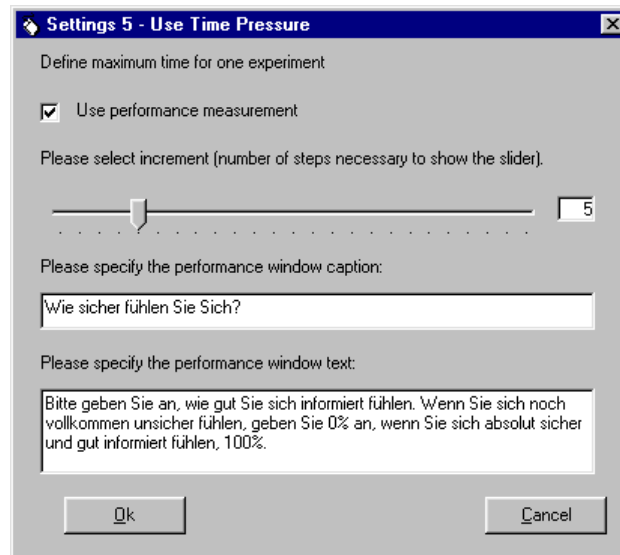 Settings 5 - Use Time Pressure
Define maximum time for one experiment
Use performance measurement
Please select increment (number of steps necessary to show the slider).
5
Please specify the performance window caption:
Wie sicher fühlen Sie Sich?
Please specify the performance window text:
Bitte geben Sie an, wie gut Sie sich informiert fühlen. Wenn Sie sich noch
vollkommen unsicher fühlen, geben Sie 0% an, wenn Sie sich absolut sicher
und gut informiert fühlen, 100%.
Ok
Cancel